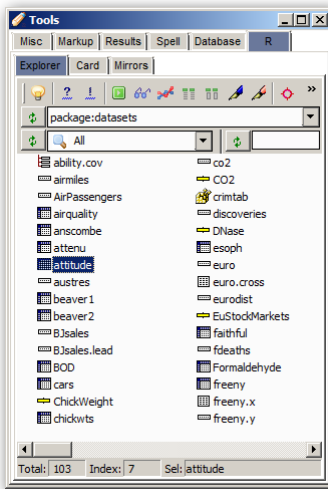 Tools
Misc Markup Results Spell Database R
Explorer Card Mirrors
package:datasets
All
ability.cov
airmiles
AirPassengers
airquality
anscombe
attenu
attitude
austres
beaver1
beaver2
BJsales
BJsales.lead
BOD
cars
ChickWeight
chickwts
co2
CO2
crimtab
discoveries
DNase
esoph
euro
euro.cross
eurodist
EuStockMarkets
faithful
fdeaths
Formaldehyde
freeny
freeny.x
freeny.y
Total: 103 Index: 7 Sel: attitude